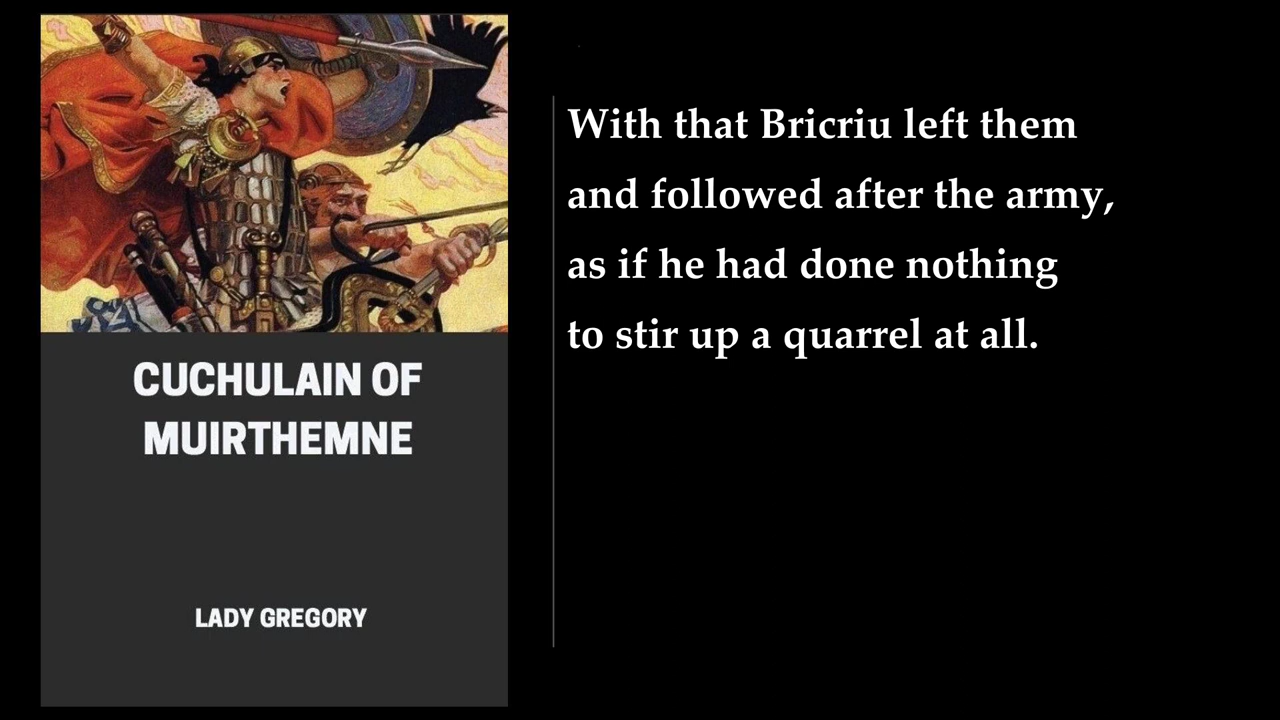 CUCHULAIN OF
MUIRTHEMNE
LADY GREGORY
With that Bricriu left them
and followed after the army,
as if he had done nothing
to stir up a quarrel at all.